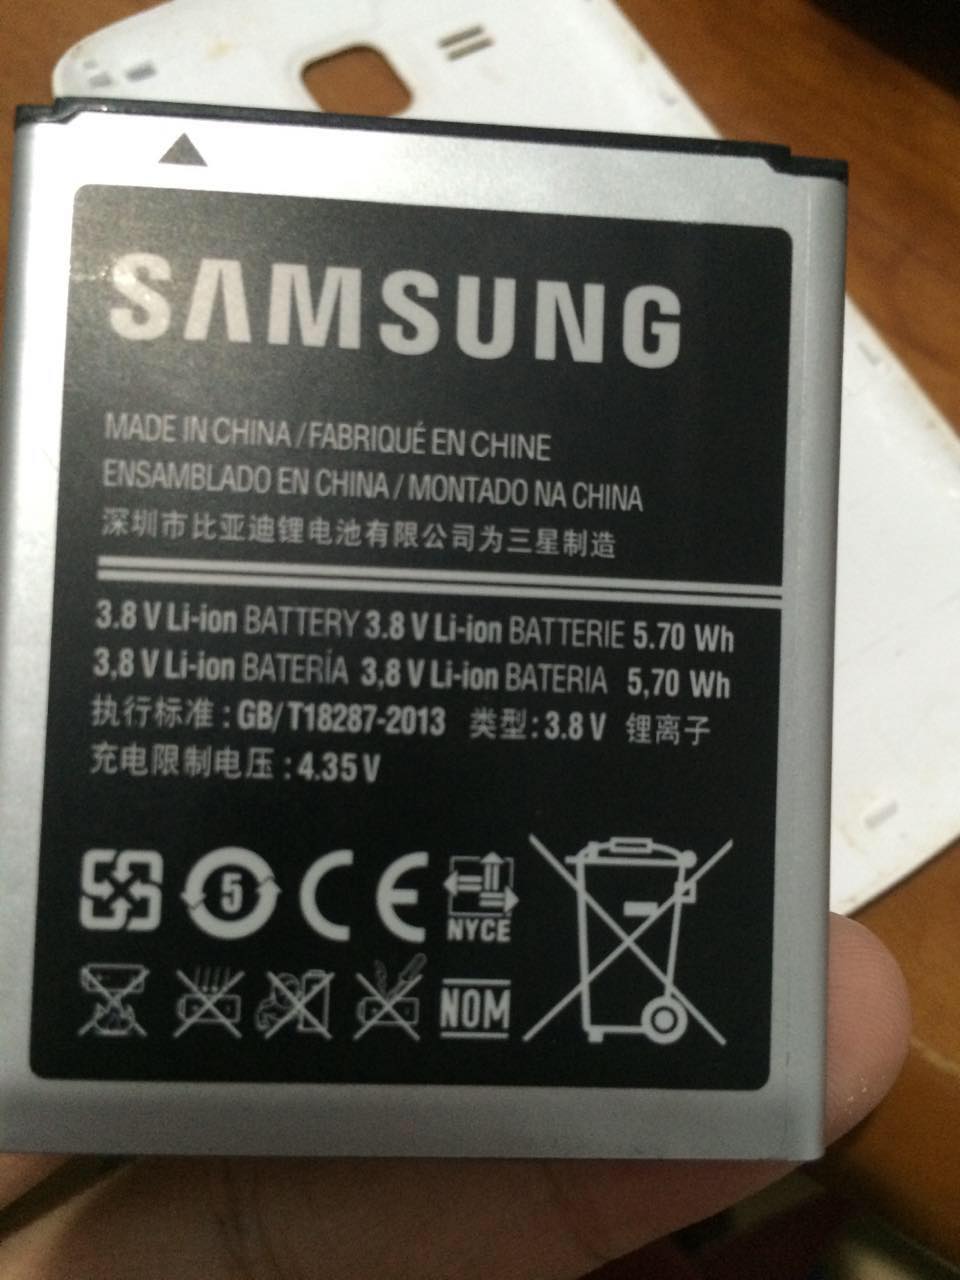 SAMSUNG
MADE IN CHINA / FABRIQUÉ EN CHINE
ENSAMBLADO EN CHINA / MONTADO NA CHINA
深圳市比亚迪锂电池有限公司为三星制造
3.8 V Li-ion BATTERY 3.8 V Li-ion BATTERIE 5.70 Wh
3,8 V Li-ion BATERÍA 3,8 V Li-ion BATERIA 5,70 Wh
执行标准 : GB/T18287-2013 类型 : 3.8 V 锂离子
充电限制电压 : 4.35 V
5 CE NYCE
NOM